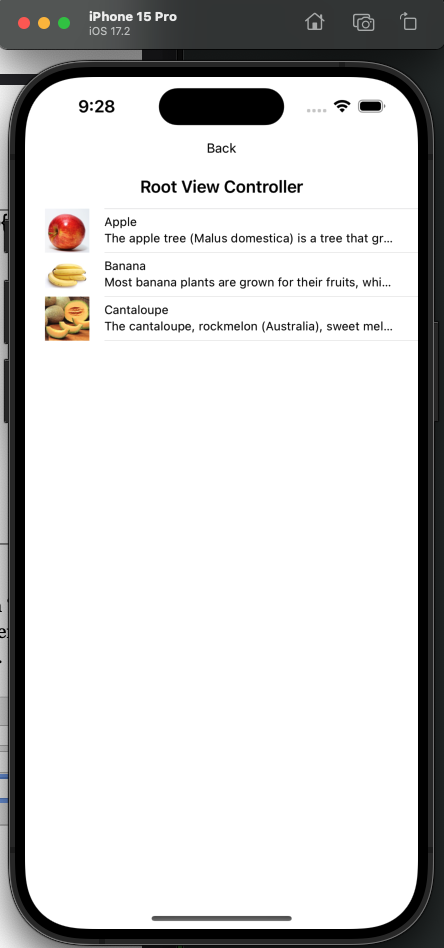 iPhone 15 Pro
iOS 17.2
9:28
Back
Root View Controller
Apple
The apple tree (Malus domestica) is a tree that gr...
Banana
Most banana plants are grown for their fruits, whi...
Cantaloupe
The cantaloupe, rockmelon (Australia), sweet mel...